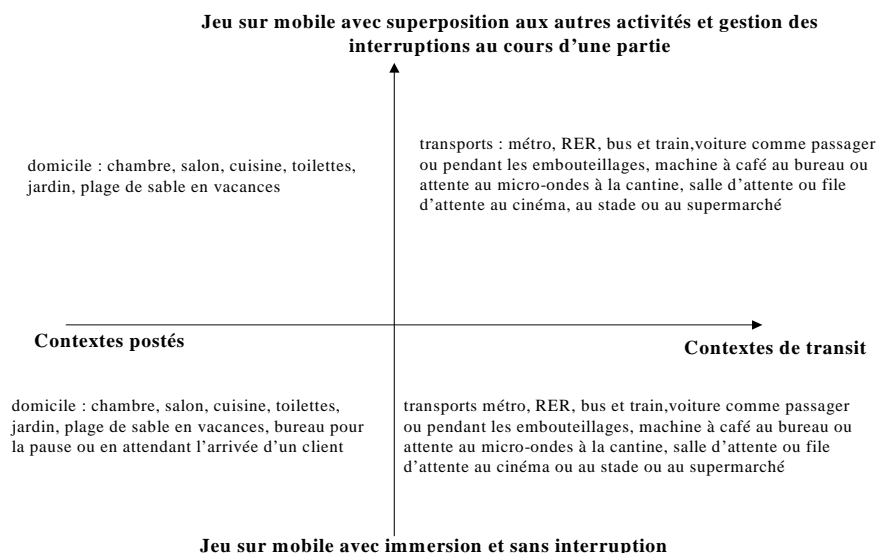 Jeu sur mobile avec superposition aux autres activités et gestion des
interruptions au cours d'une partie
domicile : chambre, salon, cuisine, toilettes,
jardin, plage de sable en vacances
transports : métro, RER, bus et train,voiture comme passager
ou pendant les embouteillages, machine à café au bureau ou
attente au micro-ondes à la cantine, salle d'attente ou file
d'attente au cinéma, au stade ou au supermarché
Contextes postés
Contextes de transit
domicile : chambre, salon, cuisine, toilettes,
jardin, plage de sable en vacances, bureau pour
la pause ou en attendant l'arrivée d'un client
transports métro, RER, bus et train,voiture comme passager
ou pendant les embouteillages, machine à café au bureau ou
attente au micro-ondes à la cantine, salle d'attente ou file
d'attente au cinéma ou au stade ou au supermarché
Jeu sur mobile avec immersion et sans interruption